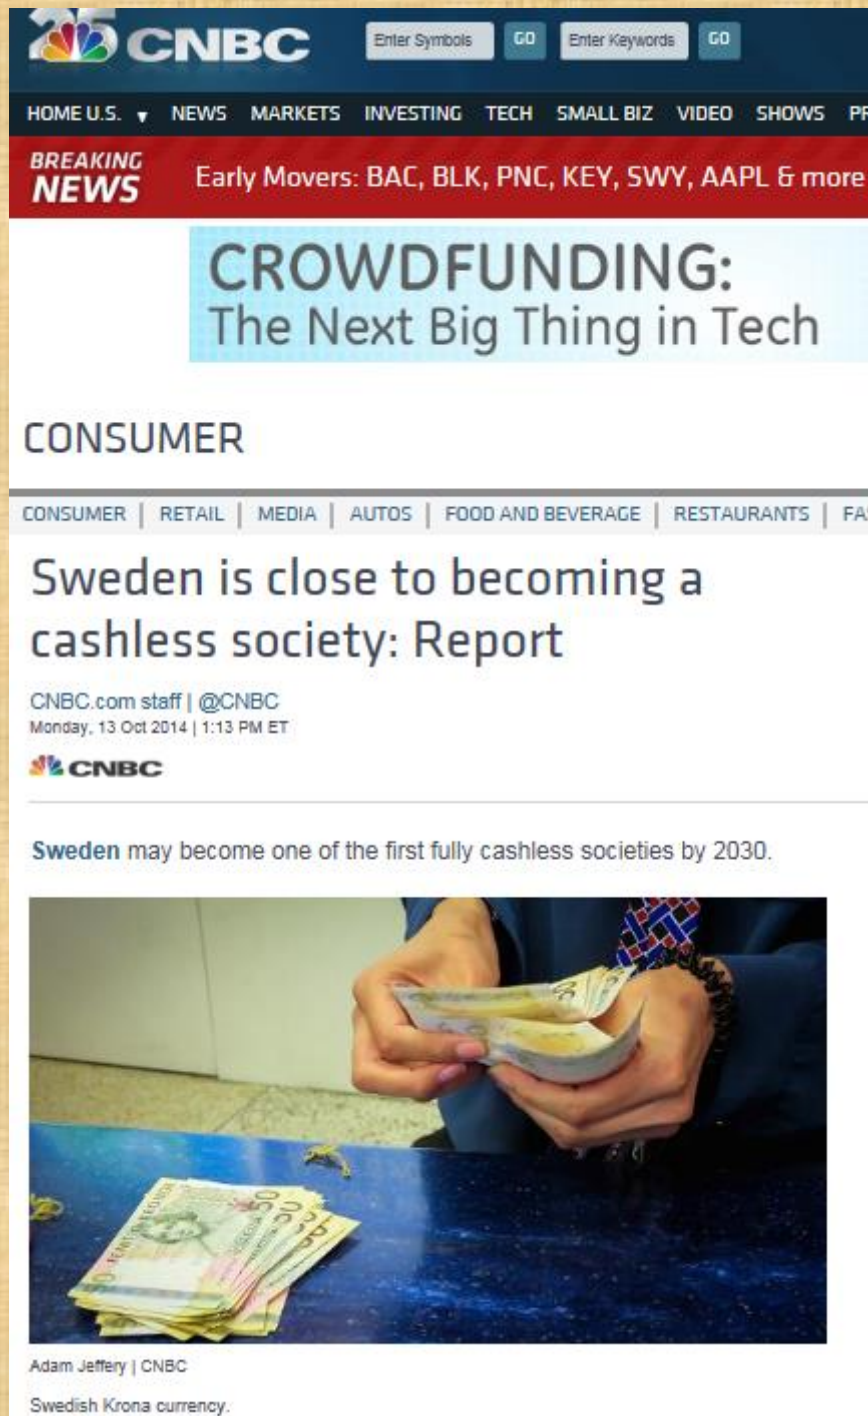 25 CNBC
Enter Symbols GO Enter Keywords GO
HOME U.S. ▼ NEWS MARKETS INVESTING TECH SMALL BIZ VIDEO SHOWS PR
BREAKING
NEWS
Early Movers: BAC, BLK, PNC, KEY, SWY, AAPL & more
CROWDFUNDING:
The Next Big Thing in Tech
CONSUMER
CONSUMER | RETAIL | MEDIA | AUTOS | FOOD AND BEVERAGE | RESTAURANTS | FA
Sweden is close to becoming a
cashless society: Report
CNBC.com staff | @CNBC
Monday, 13 Oct 2014 | 1:13 PM ET
CNBC
Sweden may become one of the first fully cashless societies by 2030.
50
Adam Jeffery | CNBC
Swedish Krona currency.